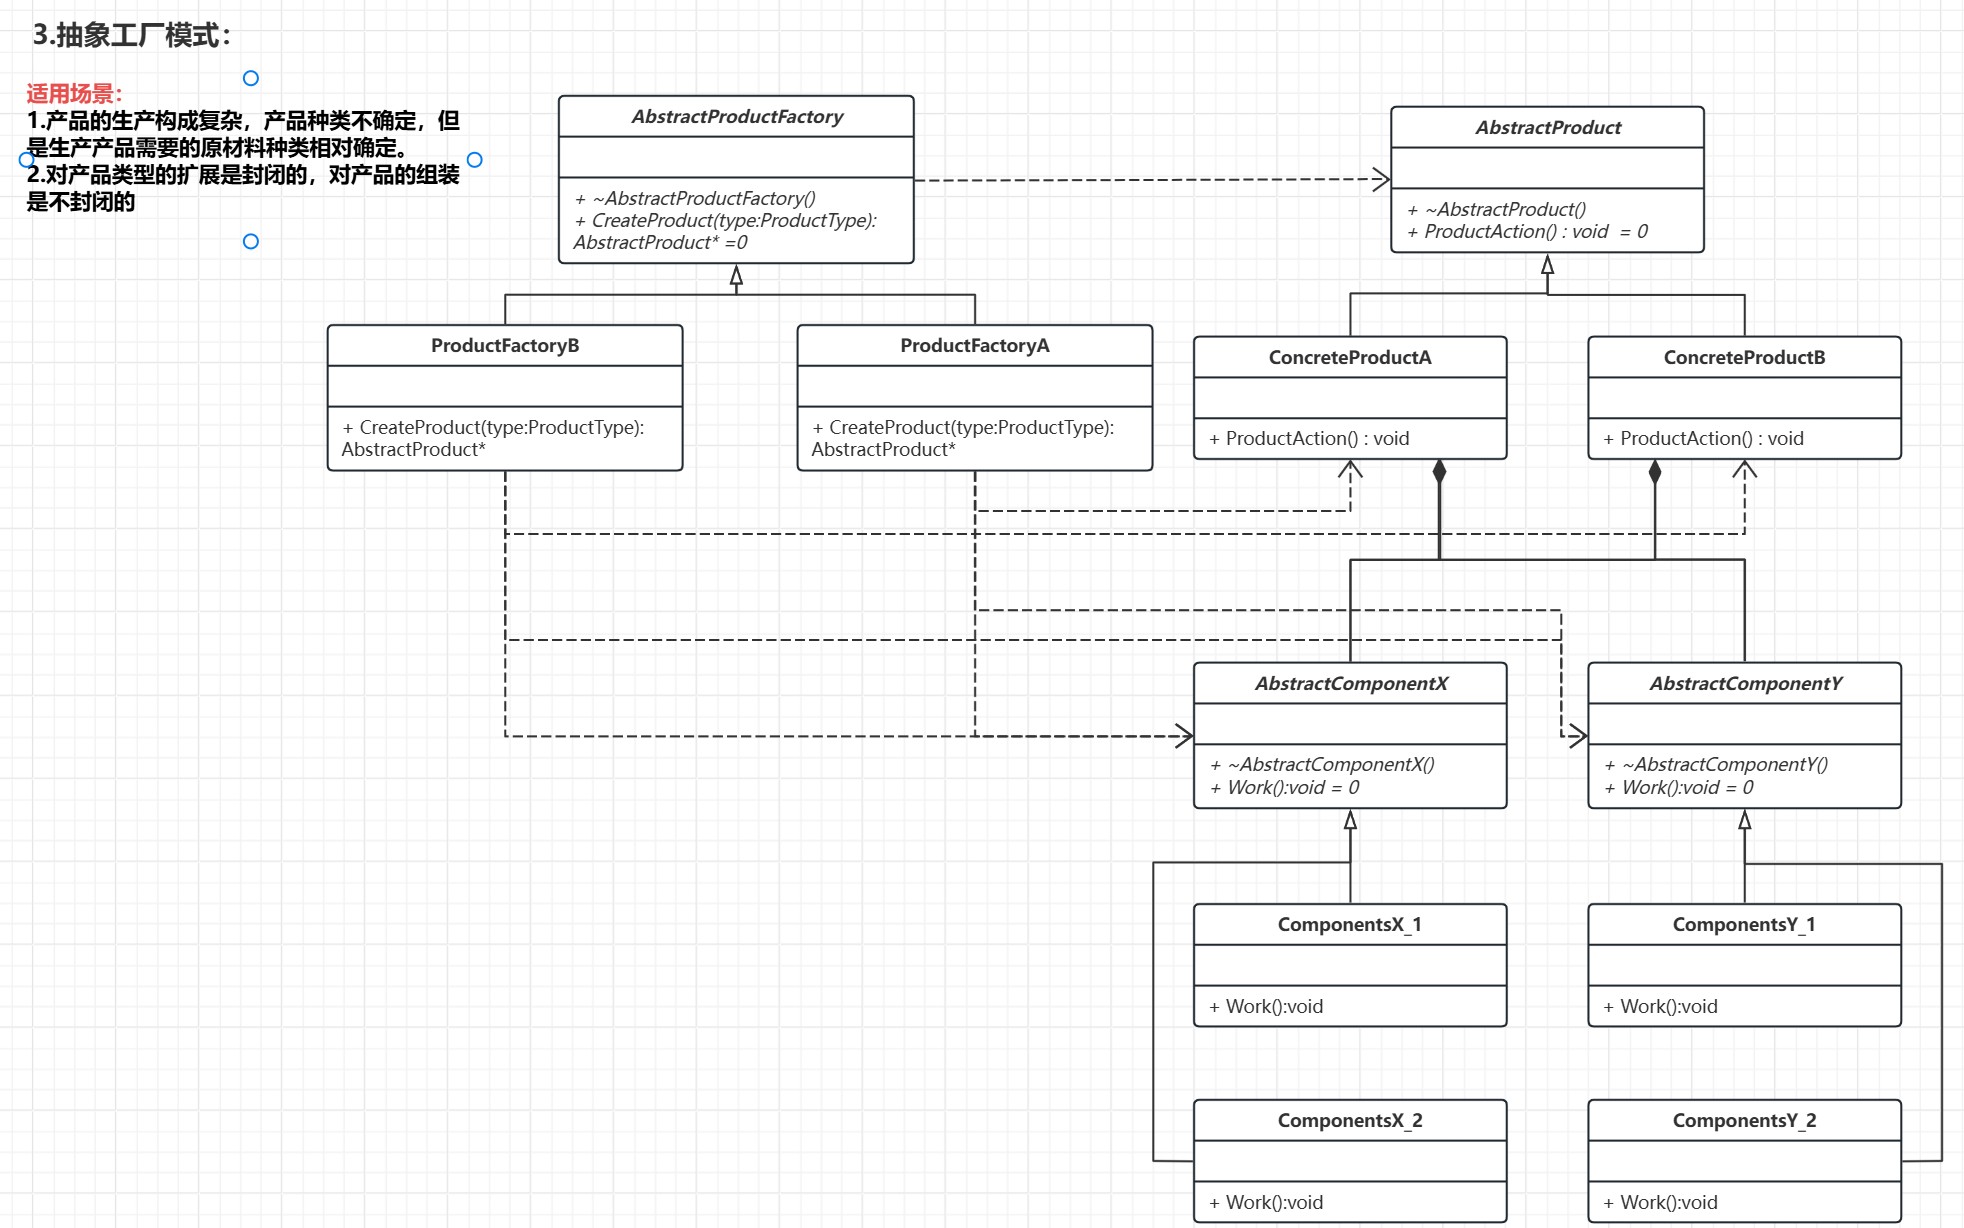 3.抽象工厂模式：
适用场景：
1.产品的生产构成复杂，产品种类不确定，但
是生产产品需要的原材料种类相对确定。
2.对产品类型的扩展是封闭的，对产品的组装
是不封闭的
AbstractProductFactory
+ ~AbstractProductFactory()
+ CreateProduct(type:ProductType):
AbstractProduct* =0
AbstractProduct
+ ~AbstractProduct()
+ ProductAction() : void  = 0
ProductFactoryB
+ CreateProduct(type:ProductType):
AbstractProduct*
ProductFactoryA
+ CreateProduct(type:ProductType):
AbstractProduct*
ConcreteProductA
+ ProductAction() : void
ConcreteProductB
+ ProductAction() : void
AbstractComponentX
+ ~AbstractComponentX()
+ Work():void = 0
AbstractComponentY
+ ~AbstractComponentY()
+ Work():void = 0
ComponentsX_1
+ Work():void
ComponentsY_1
+ Work():void
ComponentsX_2
+ Work():void
ComponentsY_2
+ Work():void